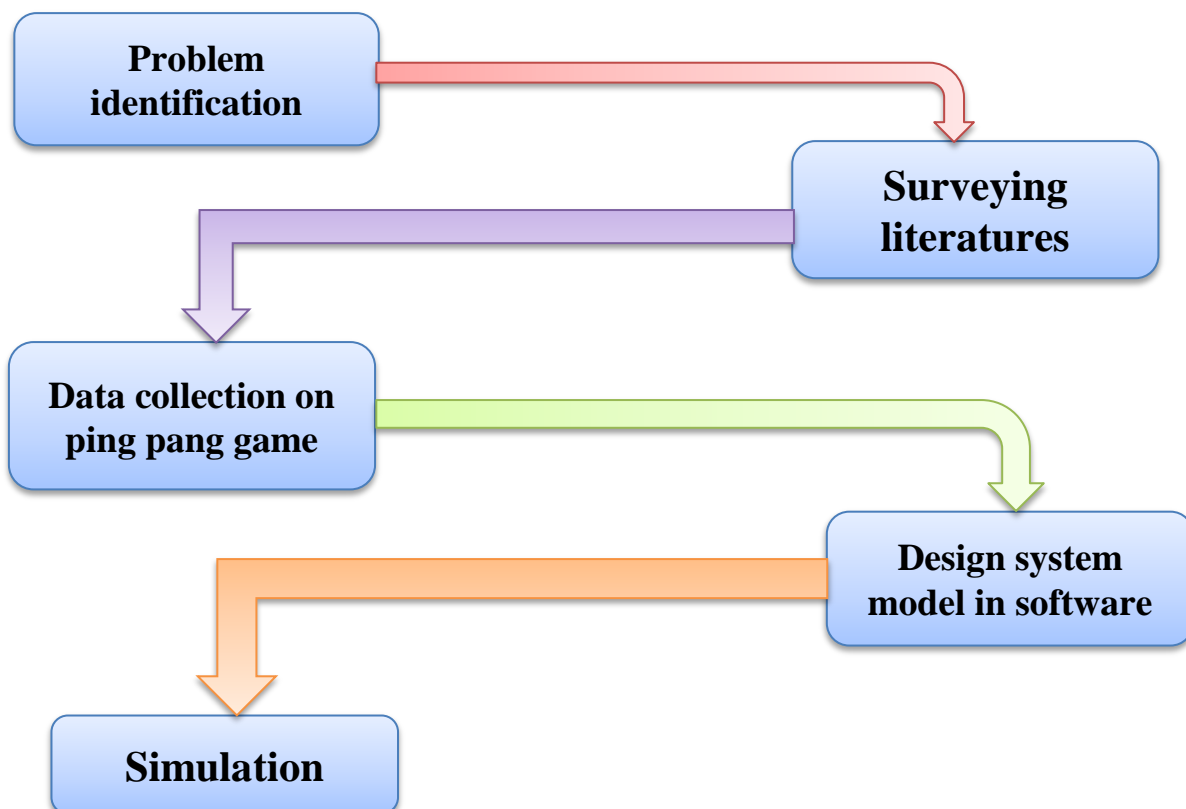 Problem
identification
Surveying
literatures
Data collection on
ping pang game
Design system
model in software
Simulation